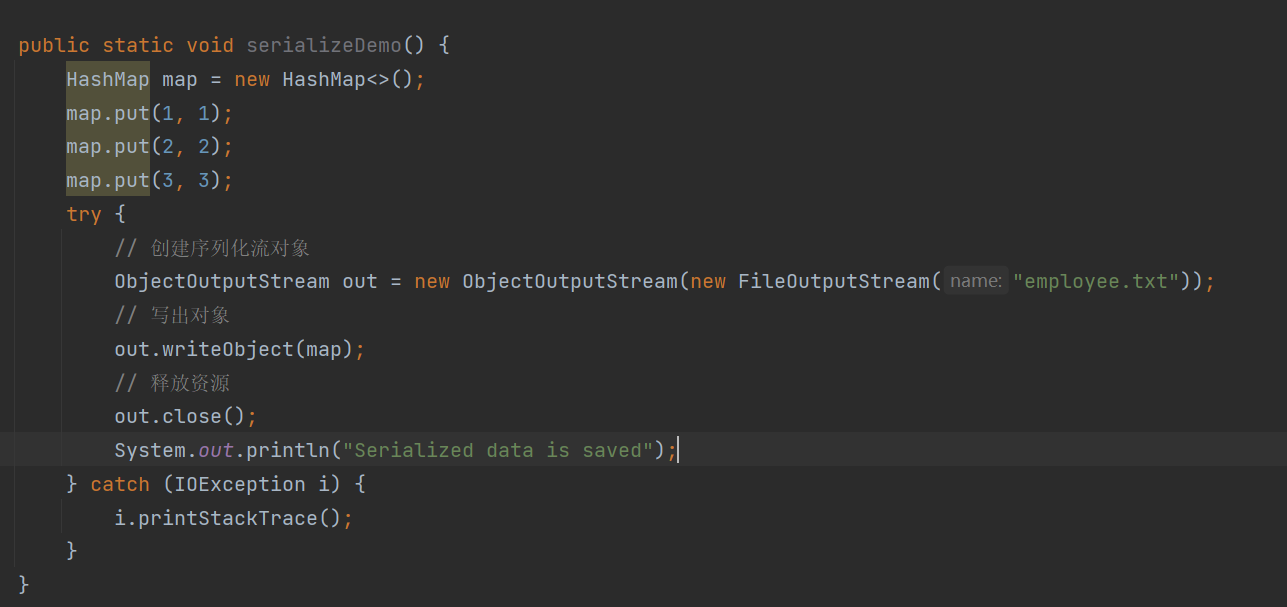 public static void serializeDemo() {
    HashMap map = new HashMap<>();
    map.put(1, 1);
    map.put(2, 2);
    map.put(3, 3);
    try {
        // 创建序列化流对象
        ObjectOutputStream out = new ObjectOutputStream(new FileOutputStream( name: "employee.txt"));
        // 写出对象
        out.writeObject(map);
        // 释放资源
        out.close();
        System.out.println("Serialized data is saved");
    } catch (IOException i) {
        i.printStackTrace();
    }
}